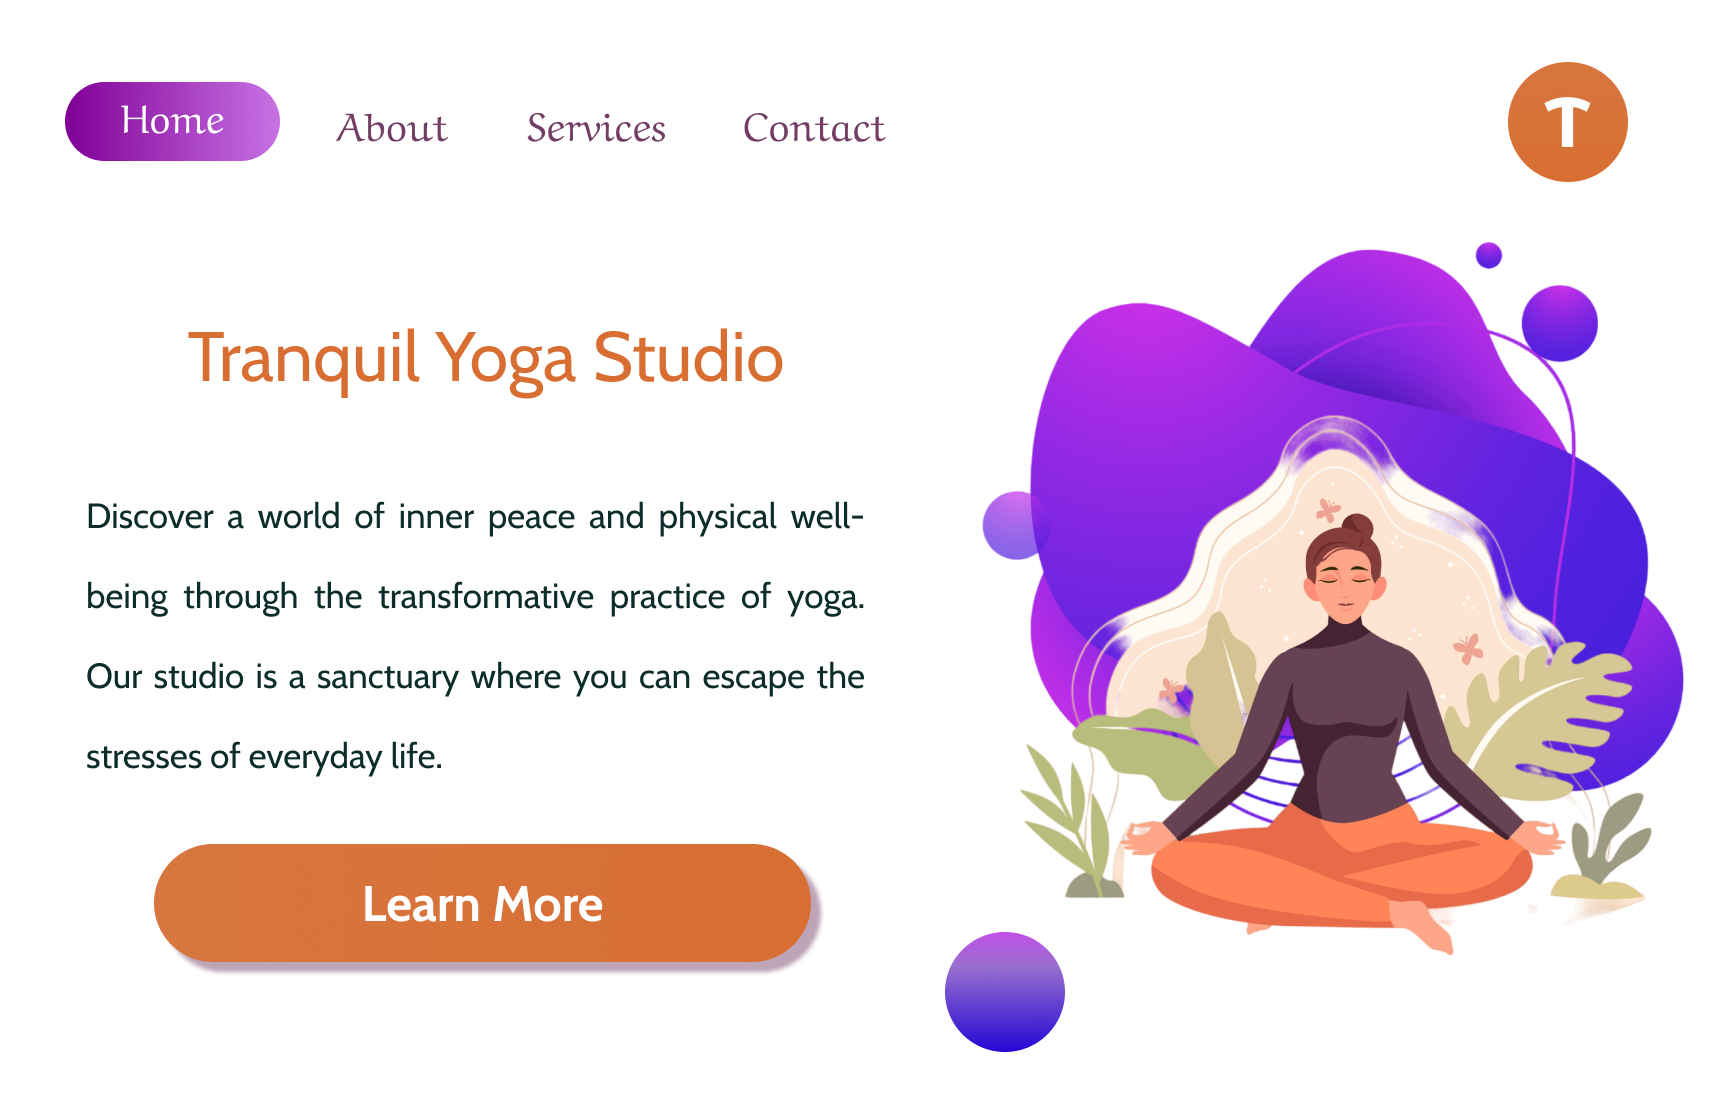 Home
About
Services
Contact
T
Tranquil Yoga Studio
Discover a world of inner peace and physical well-
being through the transformative practice of yoga.
Our studio is a sanctuary where you can escape the
stresses of everyday life.
Learn More